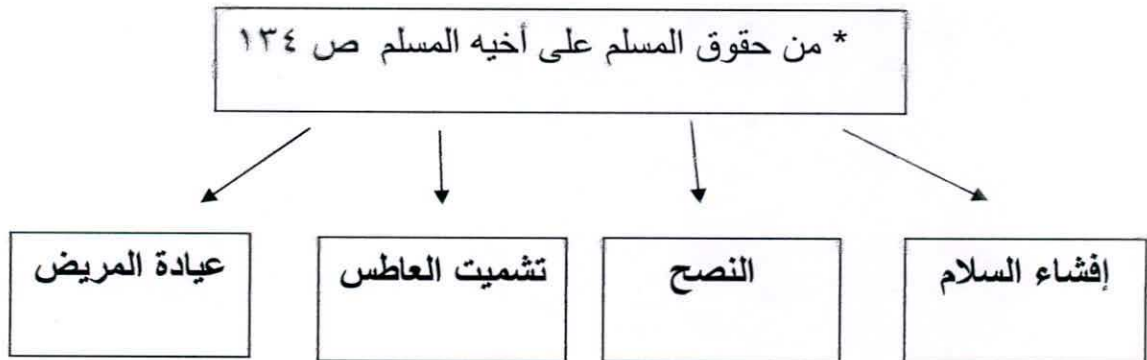 * من حقوق المسلم على أخيه المسلم ص ١٣٤
إفشاء السلام
النصح
تشميت العاطس
عيادة المريض